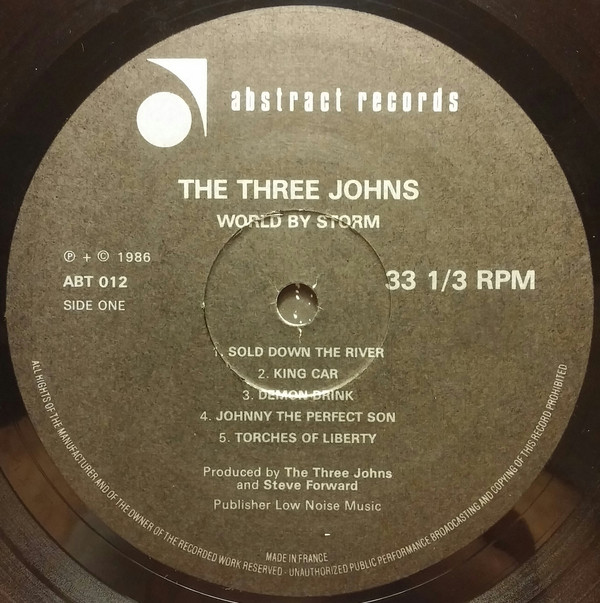 abstract records
THE THREE JOHNS
WORLD BY STORM
℗ + © 1986
ABT 012
SIDE ONE
33 1/3 RPM
1. SOLD DOWN THE RIVER
2. KING CAR
3. DEMON DRINK
4. JOHNNY THE PERFECT SON
5. TORCHES OF LIBERTY
Produced by The Three Johns
and Steve Forward
Publisher Low Noise Music
MADE IN FRANCE
ALL RIGHTS OF THE MANUFACTURER AND OF THE OWNER OF THE RECORDED WORK RESERVED - UNAUTHORIZED PUBLIC PERFORMANCE BROADCASTING AND COPYING OF THIS RECORD PROHIBITED